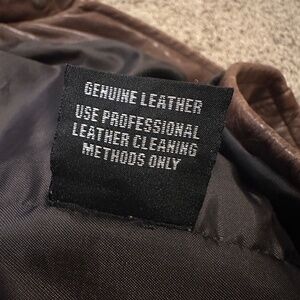 GENUINE LEATHER
USE PROFESSIONAL
LEATHER CLEANING
METHODS ONLY